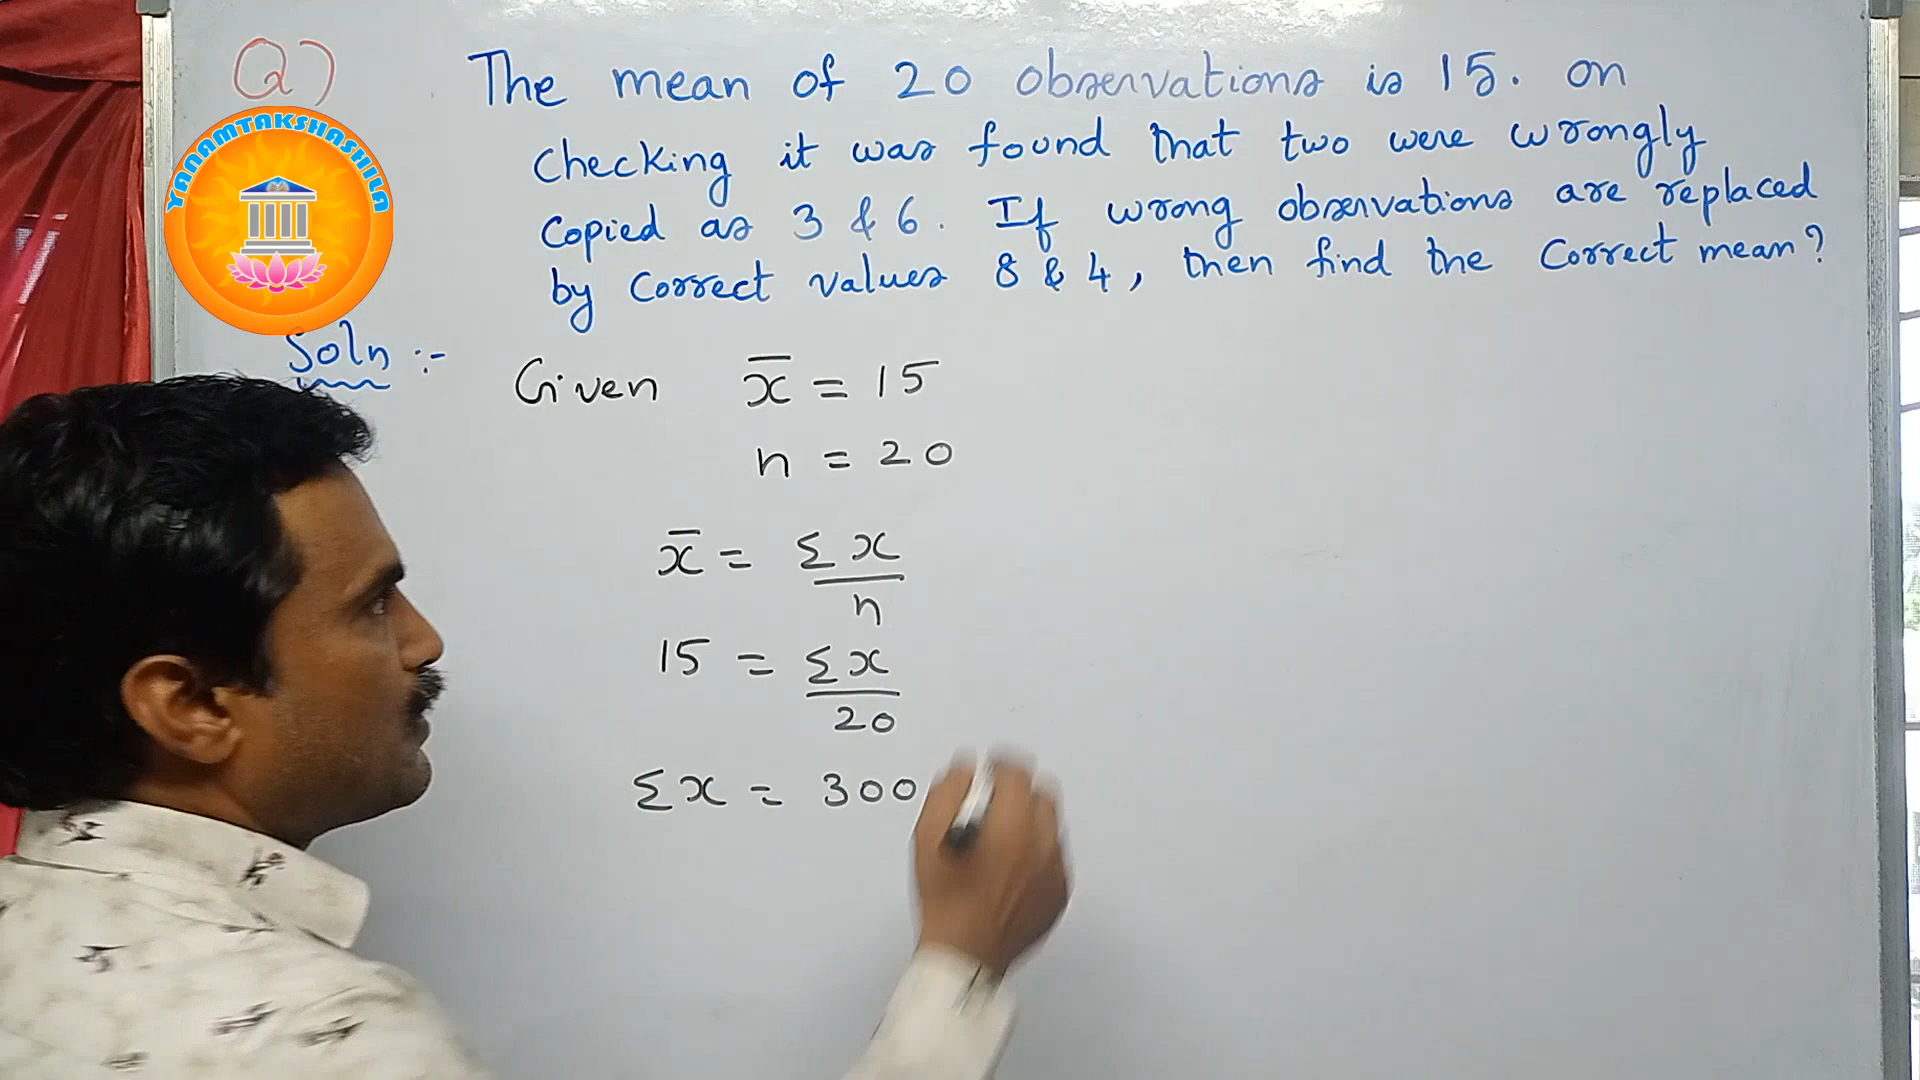 Q)
The mean of 20 observations is 15. on
checking it was found that two were wrongly
copied as 3 & 6. If wrong observations are replaced
by correct values 8 & 4, then find the correct mean?
YANAMTAKSHASHILA
Soln :-
Given x̄ = 15
n = 20
x̄ = Σx/n
15 = Σx/20
Σx = 300